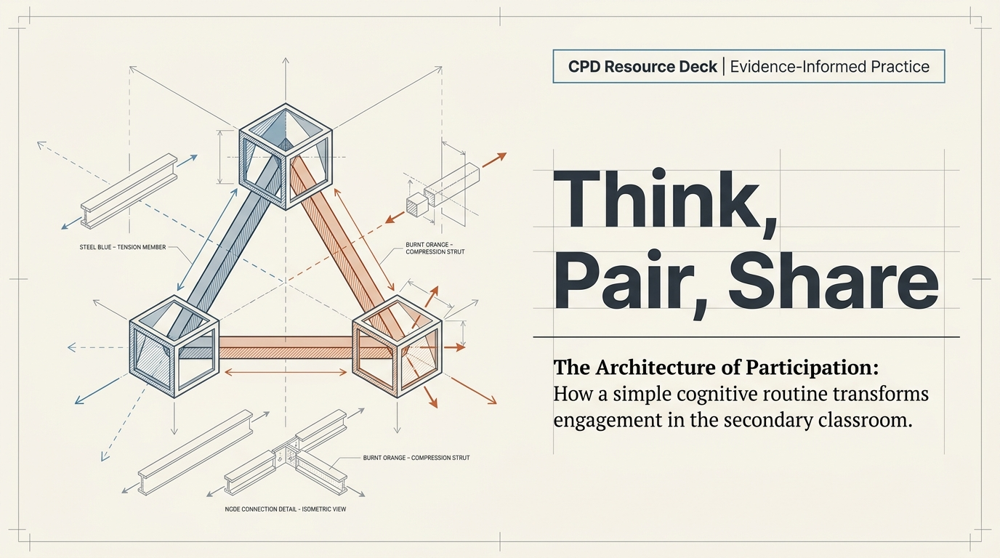 CPD Resource Deck | Evidence-Informed Practice
Think,
Pair, Share
The Architecture of Participation:
How a simple cognitive routine transforms
engagement in the secondary classroom.
STEEL BLUE – TENSION MEMBER
BURNT ORANGE –
COMPRESSION STRUT
BURNT ORANGE – COMPRESSION STRUT
NODE CONNECTION DETAIL - ISOMETRIC VIEW